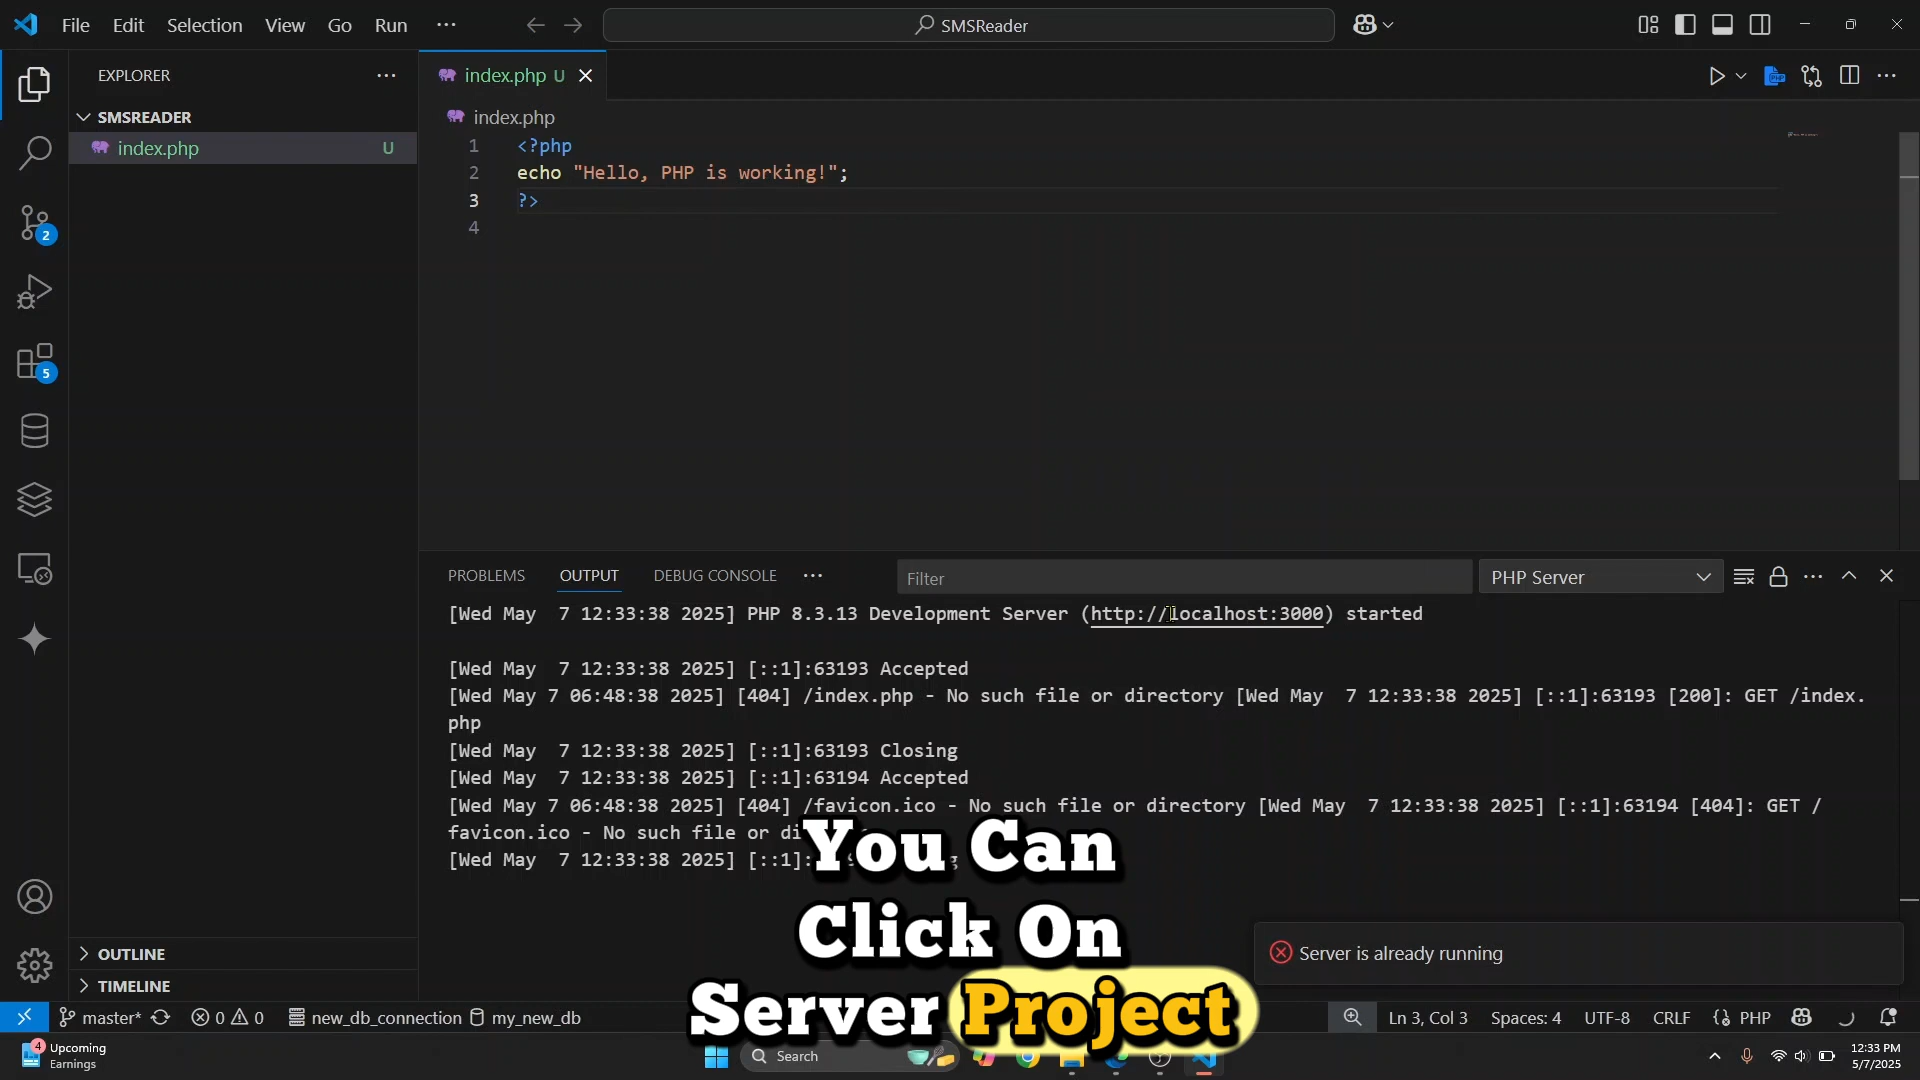 File Edit Selection View Go Run ···
SMSReader
EXPLORER ···
index.php U
SMSREADER
index.php
index.php U
1 <?php
2 echo "Hello, PHP is working!";
3 ?>
4
2
5
PROBLEMS OUTPUT DEBUG CONSOLE ···
Filter
PHP Server
[Wed May  7 12:33:38 2025] PHP 8.3.13 Development Server (http://localhost:3000) started
[Wed May  7 12:33:38 2025] [::1]:63193 Accepted
[Wed May 7 06:48:38 2025] [404] /index.php - No such file or directory [Wed May  7 12:33:38 2025] [::1]:63193 [200]: GET /index.
php
[Wed May  7 12:33:38 2025] [::1]:63193 Closing
[Wed May  7 12:33:38 2025] [::1]:63194 Accepted
[Wed May 7 06:48:38 2025] [404] /favicon.ico - No such file or directory [Wed May  7 12:33:38 2025] [::1]:63194 [404]: GET /
favicon.ico - No such file or
[Wed May  7 12:33:38 2025] [::1]:
You Can
Click On
Server Project
Server is already running
OUTLINE
TIMELINE
master* 0 0 new_db_connection my_new_db
Ln 3, Col 3 Spaces: 4 UTF-8 CRLF PHP
4 Upcoming
Earnings
Search
12:33 PM
5/7/2025